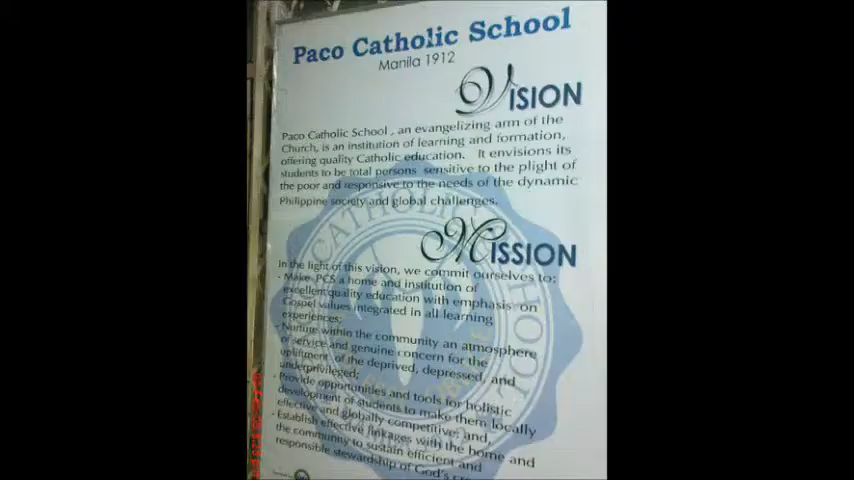 Paco Catholic School
Manila 1912
VISION
Paco Catholic School , an evangelizing arm of the
Church, is an institution of learning and formation,
offering quality Catholic education. It envisions its
students to be total persons sensitive to the plight of
the poor and responsive to the needs of the dynamic
Philippine society and global challenges.
MISSION
In the light of this vision, we commit ourselves to:
- Make PCS a home and institution of
excellent quality education with emphasis on
Gospel values integrated in all learning
experiences;
- Nurture within the community an atmosphere
of service and genuine concern for the
upliftment of the deprived, depressed, and
underprivileged;
- Provide opportunities and tools for holistic
development of students to make them locally
effective and globally competitive; and,
- Establish effective linkages with the home and
the community to sustain efficient and
responsible stewardship of God's